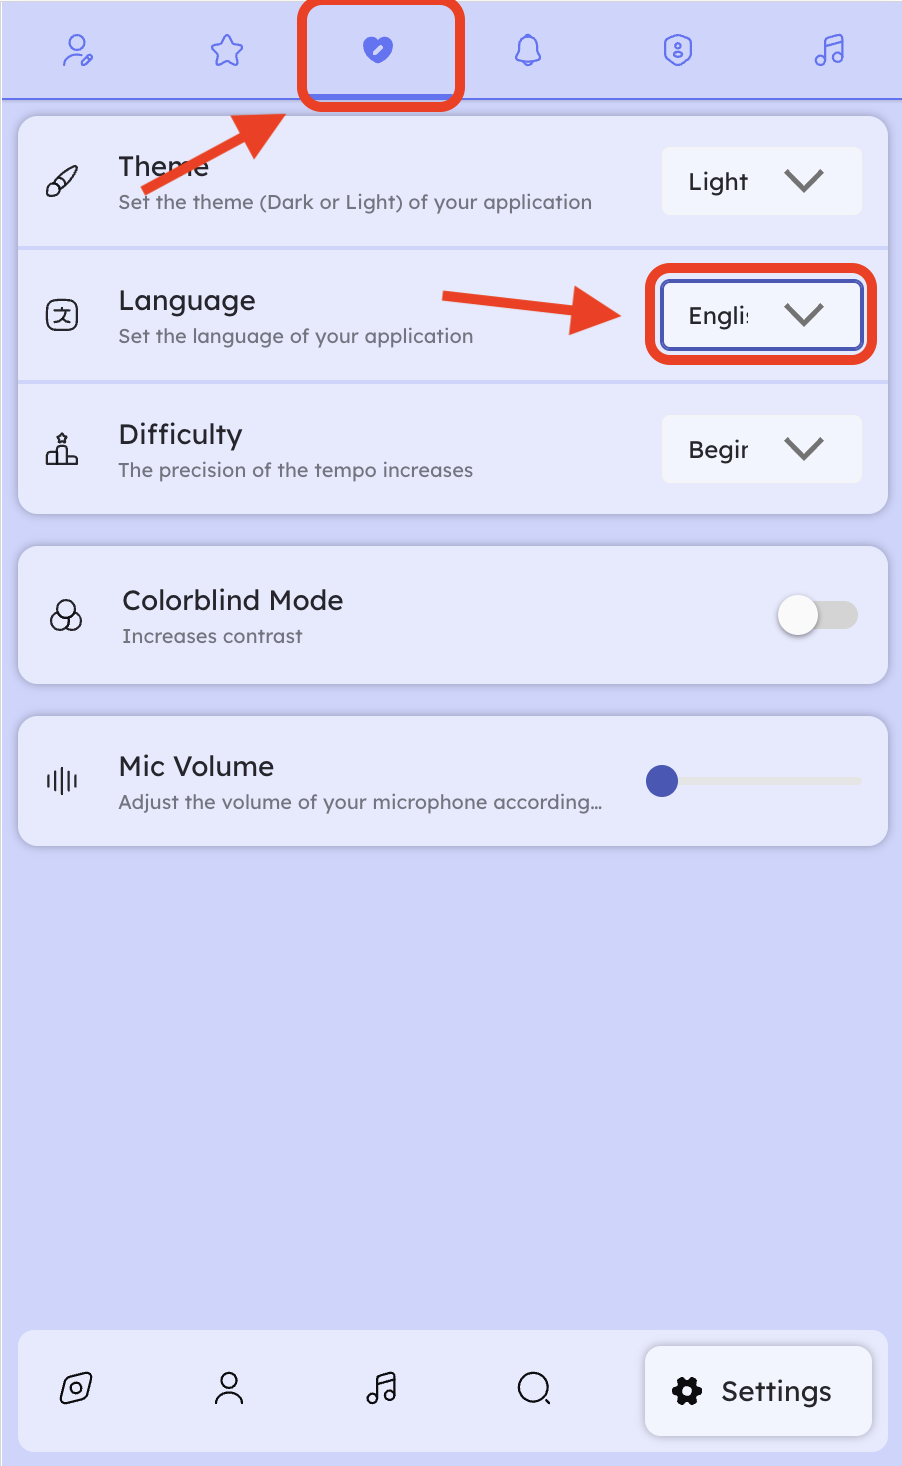 Theme
Set the theme (Dark or Light) of your application
Light
Language
Set the language of your application
Englis
Difficulty
The precision of the tempo increases
Begin
Colorblind Mode
Increases contrast
Mic Volume
Adjust the volume of your microphone according...
Settings